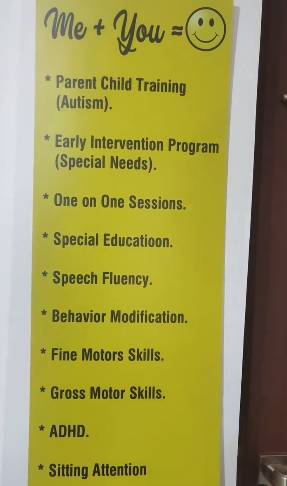 Me + You ≈
* Parent Child Training
(Autism).
* Early Intervention Program
(Special Needs).
* One on One Sessions.
* Special Educatioon.
* Speech Fluency.
* Behavior Modification.
* Fine Motors Skills.
* Gross Motor Skills.
* ADHD.
* Sitting Attention